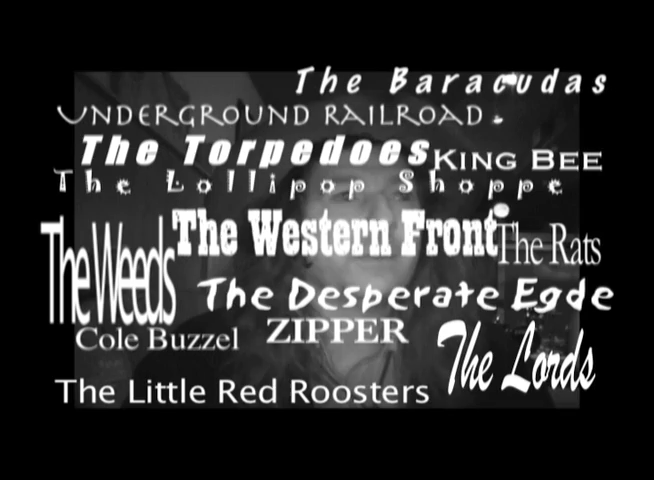 The Baracudas
UNDERGROUND RAILROAD
The Torpedoes
KING BEE
The Lollipop Shoppe
The Weeds
The Western Front
The Rats
The Desperate Egde
Cole Buzzel
ZIPPER
The Lords
The Little Red Roosters